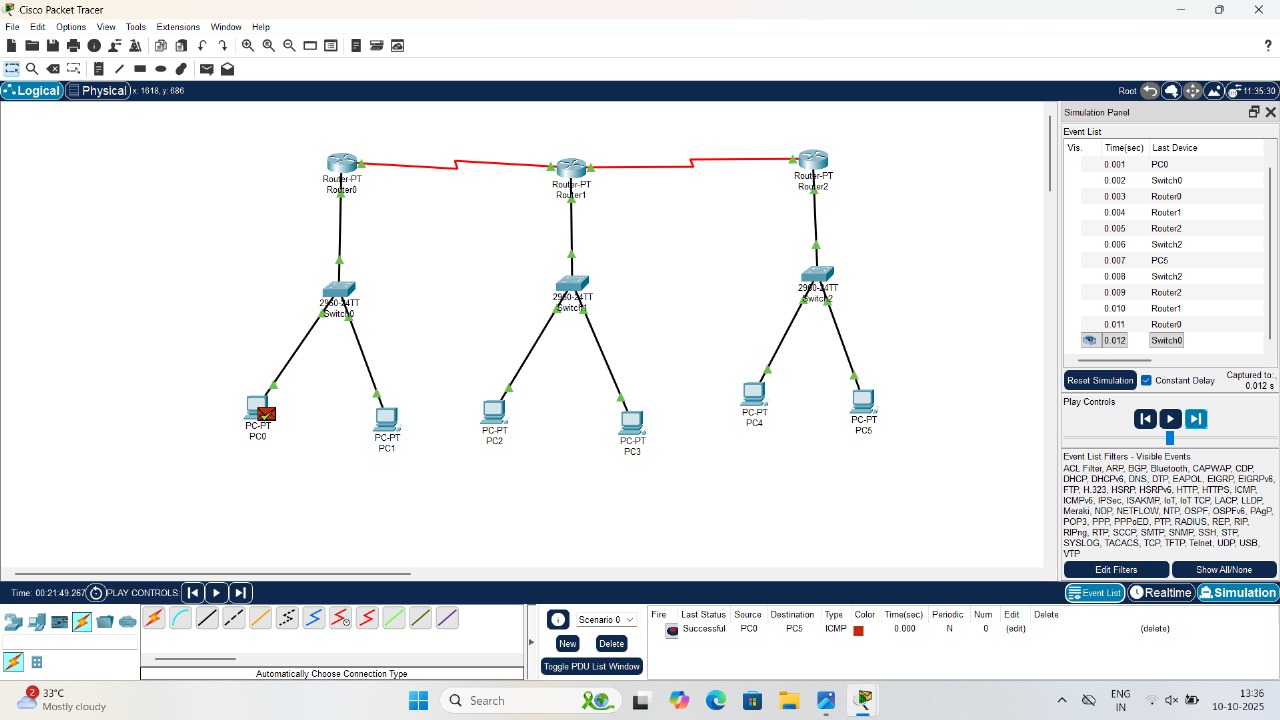 Cisco Packet Tracer
File Edit Options View Tools Extensions Window Help
?
Logical Physical x: 1618, y: 686 Root 11:35:30
Router-PT
Router0
Router-PT
Router1
Router-PT
Router2
2950-24TT
Switch0
PC-PT
PC0
PC-PT
PC1
PC-PT
PC2
PC-PT
PC3
PC-PT
PC4
PC-PT
PC5
Simulation Panel
Event List
Vis. Time(sec) Last Device
0.001 PC0
0.002 Switch0
0.003 Router0
0.004 Router1
0.005 Router2
0.006 Switch2
0.007 PC5
0.008 Switch2
0.009 Router2
0.010 Router1
0.011 Router0
0.012 Switch0
Reset Simulation Constant Delay Captured to:
0.012 s
Play Controls
Event List Filters - Visible Events
ACL Filter, ARP, BGP, Bluetooth, CAPWAP, CDP,
DHCP, DHCPv6, DNS, DTP, EAPOL, EIGRP, EIGRPv6,
FTP, H.323, HSRP, HSRPv6, HTTP, HTTPS, ICMP,
ICMPv6, IPSec, ISAKMP, IoT, IoT TCP, LACP, LLDP,
Meraki, NDP, NETFLOW, NTP, OSPF, OSPFv6, PAgP,
POP3, PPP, PPPoED, PTP, RADIUS, REP, RIP,
RIPng, RTP, SCCP, SMTP, SNMP, SSH, STP,
SYSLOG, TACACS, TCP, TFTP, Telnet, UDP, USB,
VTP
Edit Filters Show All/None
Time: 00:21:49.267 PLAY CONTROLS: Event List Realtime Simulation
Scenario 0
New Delete
Toggle PDU List Window
Fire Last Status Source Destination Type Color Time(sec) Periodic Num Edit Delete
Successful PC0 PC5 ICMP 0.000 N 0 (edit) (delete)
Automatically Choose Connection Type
2
33°C
Mostly cloudy
Search
ENG
IN
13:36
10-10-2025